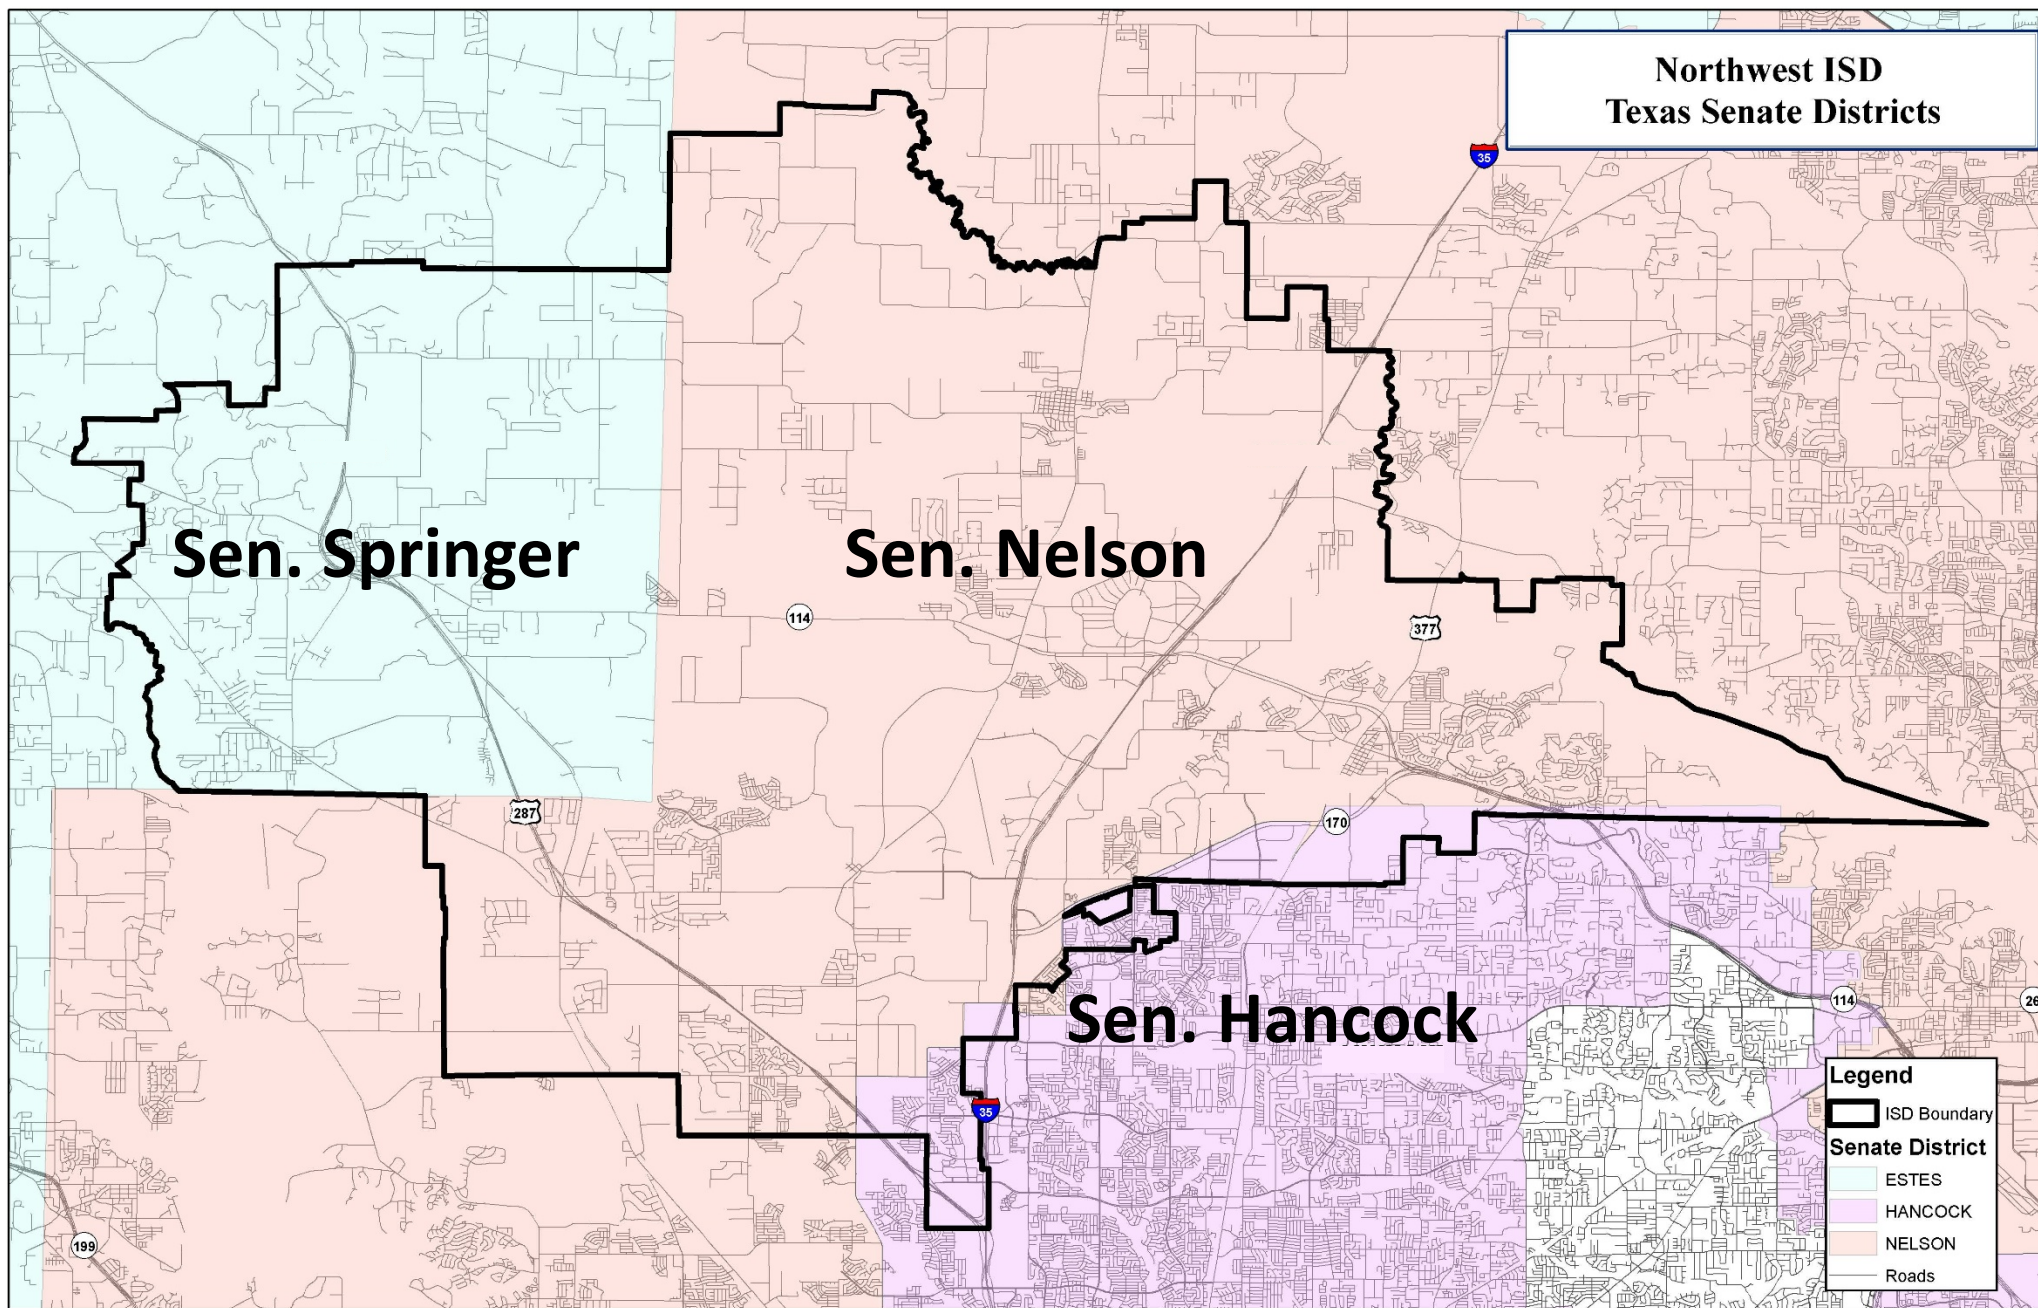 Northwest ISD
Texas Senate Districts
35
Sen. Springer
Sen. Nelson
114
377
287
170
Sen. Hancock
114
26
35
199
Legend
ISD Boundary
Senate District
ESTES
HANCOCK
NELSON
Roads